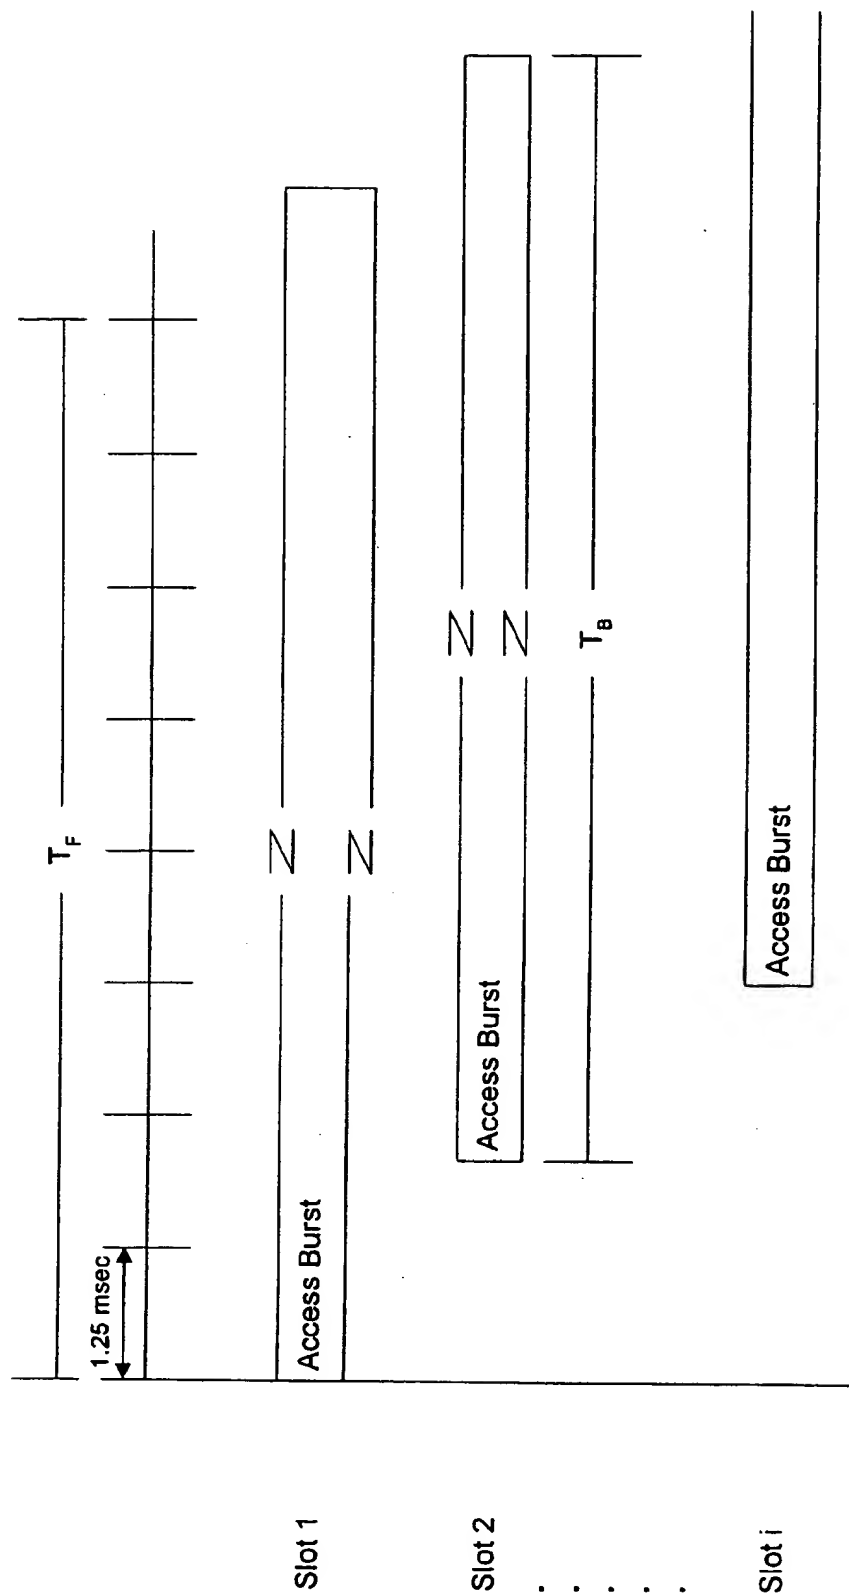 T_F
1.25 msec
Slot 1
Access Burst
Slot 2
Access Burst
T_B
.
.
.
.
.
Slot i
Access Burst